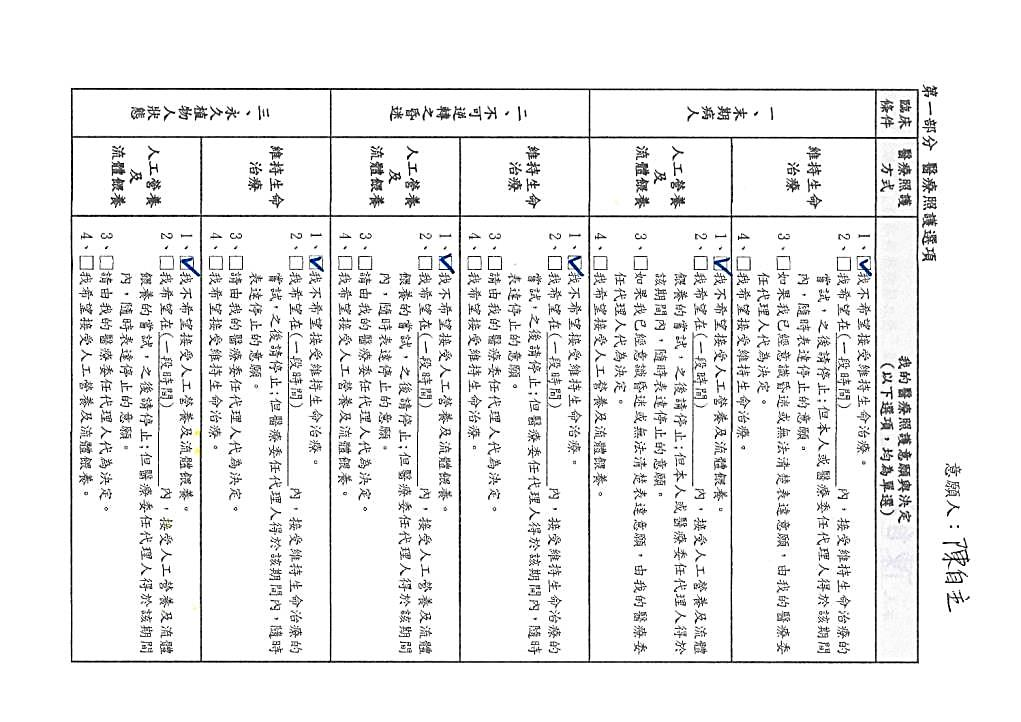 意願人：陳自主
第一部分 醫療照護選項
臨床條件
醫療照護方式
我的醫療照護意願與決定
（以下選項，均為單選）
一、末期病人
維持生命治療
1、☑我不希望接受維持生命治療。
2、□我希望在(一段時間)＿＿＿＿內，接受維持生命治療的
嘗試，之後請停止；但本人或醫療委任代理人得於該期間
內，隨時表達停止的意願。
3、□如果我已經意識昏迷或無法清楚表達意願，由我的醫療委
任代理人代為決定。
4、□我希望接受維持生命治療。
人工營養及流體餵養
1、☑我不希望接受人工營養及流體餵養。
2、□我希望在(一段時間)＿＿＿＿內，接受人工營養及流體
餵養的嘗試，之後請停止；但本人或醫療委任代理人得於
該期間內，隨時表達停止的意願。
3、□如果我已經意識昏迷或無法清楚表達意願，由我的醫療委
任代理人代為決定。
4、□我希望接受人工營養及流體餵養。
二、不可逆轉之昏迷
維持生命治療
1、☑我不希望接受維持生命治療。
2、□我希望在(一段時間)＿＿＿＿內，接受維持生命治療的
嘗試，之後請停止；但醫療委任代理人得於該期間內，隨時
表達停止的意願。
3、□請由我的醫療委任代理人代為決定。
4、□我希望接受維持生命治療。
人工營養及流體餵養
1、☑我不希望接受人工營養及流體餵養。
2、□我希望在(一段時間)＿＿＿＿內，接受人工營養及流體
餵養的嘗試，之後請停止；但醫療委任代理人得於該期間
內，隨時表達停止的意願。
3、□請由我的醫療委任代理人代為決定。
4、□我希望接受人工營養及流體餵養。
三、永久植物人狀態
維持生命治療
1、☑我不希望接受維持生命治療。
2、□我希望在(一段時間)＿＿＿＿內，接受維持生命治療的
嘗試，之後請停止；但醫療委任代理人得於該期間內，隨時
表達停止的意願。
3、□請由我的醫療委任代理人代為決定。
4、□我希望接受維持生命治療。
人工營養及流體餵養
1、☑我不希望接受人工營養及流體餵養。
2、□我希望在(一段時間)＿＿＿＿內，接受人工營養及流體
餵養的嘗試，之後請停止；但醫療委任代理人得於該期間
內，隨時表達停止的意願。
3、□請由我的醫療委任代理人代為決定。
4、□我希望接受人工營養及流體餵養。